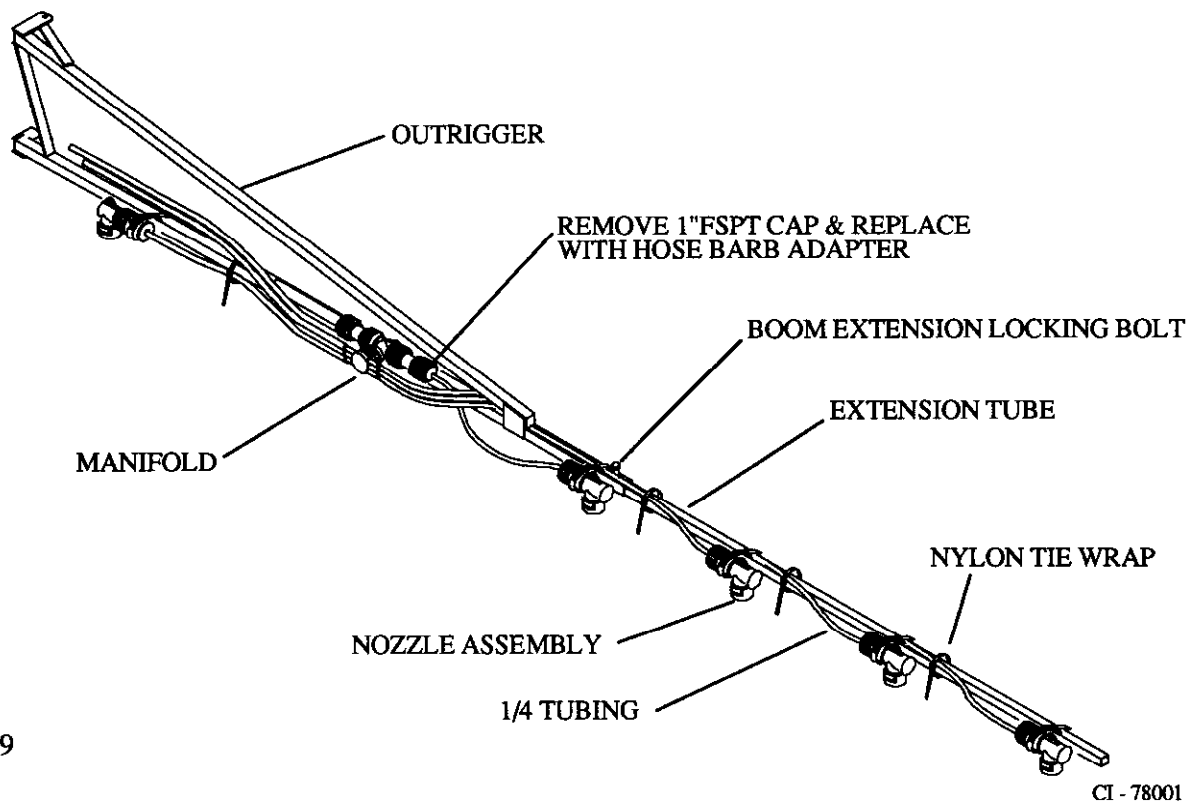 OUTRIGGER
REMOVE 1"FSPT CAP & REPLACE
WITH HOSE BARB ADAPTER
BOOM EXTENSION LOCKING BOLT
EXTENSION TUBE
MANIFOLD
NYLON TIE WRAP
NOZZLE ASSEMBLY
1/4 TUBING
9
CI - 78001